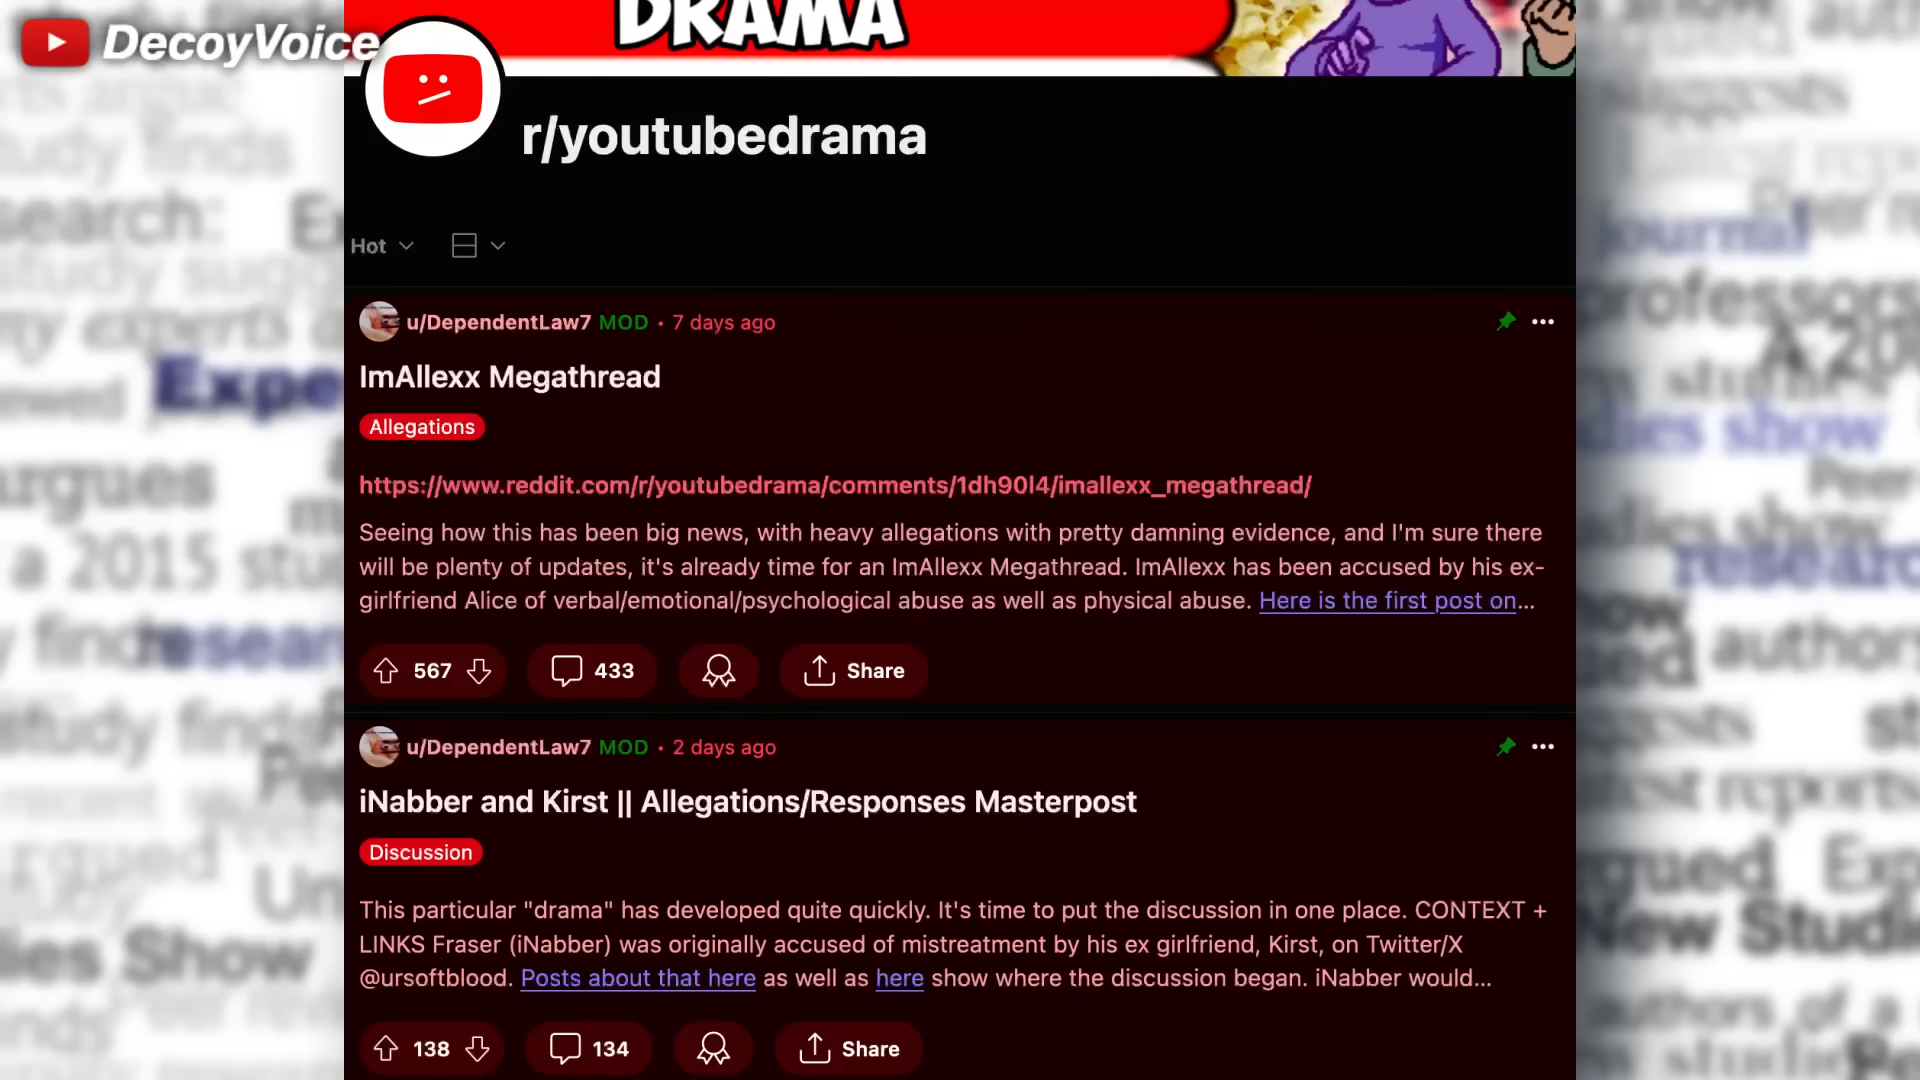 DecoyVoice
DRAMA
r/youtubedrama
Hot
u/DependentLaw7 MOD • 7 days ago
ImAllexx Megathread
Allegations
https://www.reddit.com/r/youtubedrama/comments/1dh90l4/imallexx_megathread/
Seeing how this has been big news, with heavy allegations with pretty damning evidence, and I'm sure there
will be plenty of updates, it's already time for an ImAllexx Megathread. ImAllexx has been accused by his ex-
girlfriend Alice of verbal/emotional/psychological abuse as well as physical abuse. Here is the first post on...
567 433 Share
u/DependentLaw7 MOD • 2 days ago
iNabber and Kirst || Allegations/Responses Masterpost
Discussion
This particular "drama" has developed quite quickly. It's time to put the discussion in one place. CONTEXT +
LINKS Fraser (iNabber) was originally accused of mistreatment by his ex girlfriend, Kirst, on Twitter/X
@ursoftblood. Posts about that here as well as here show where the discussion began. iNabber would...
138 134 Share